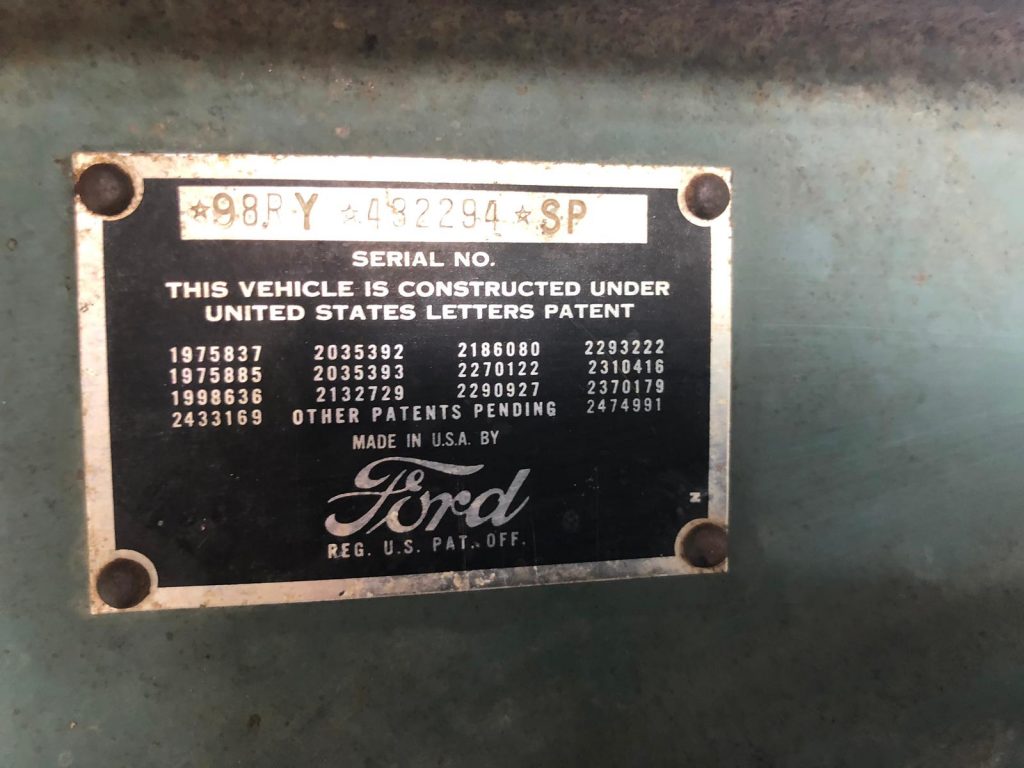 ☆98RY ☆482294☆SP
SERIAL NO.
THIS VEHICLE IS CONSTRUCTED UNDER
UNITED STATES LETTERS PATENT
1975837 2035392 2186080 2293222
1975885 2035393 2270122 2310416
1998636 2132729 2290927 2370179
2433169 OTHER PATENTS PENDING 2474991
MADE IN U.S.A. BY
Ford
REG. U.S. PAT. OFF.
N